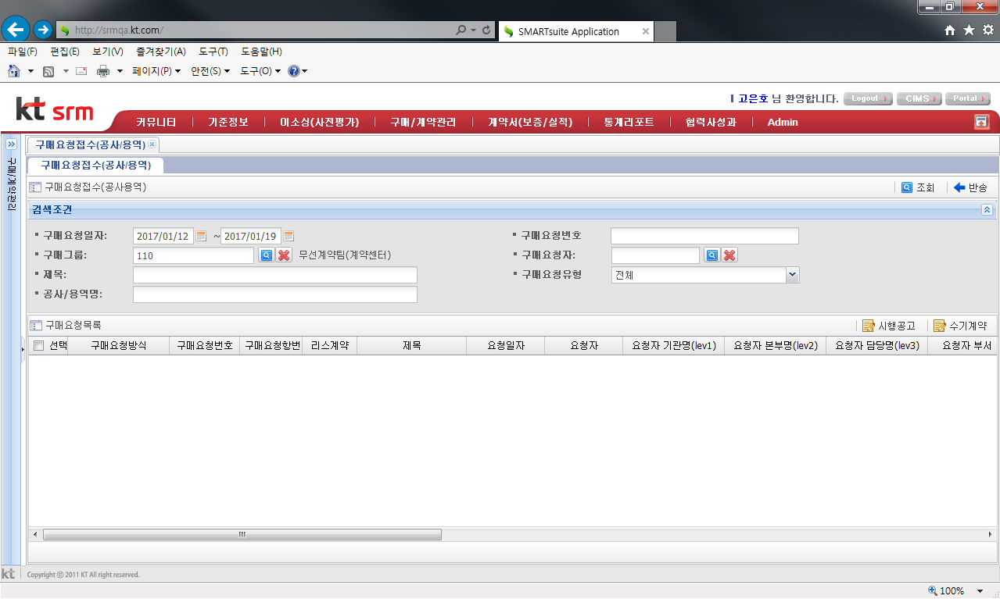 http://srmqa.kt.com/
SMARTsuite Application
파일(F) 편집(E) 보기(V) 즐겨찾기(A) 도구(T) 도움말(H)
페이지(P) 안전(S) 도구(O)
고은호 님 환영합니다. Logout CIMS Portal
kt srm
커뮤니티 기준정보 이소싱(사전평가) 구매/계약관리 계약서(보증/실적) 통계리포트 협력사성과 Admin
구매요청접수(공사/용역)
구매/계약관리
구매요청접수(공사/용역)
구매요청접수(공사용역) 조회 반송
검색조건
구매요청일자: 2017/01/12 ~ 2017/01/19 구매요청번호
구매그룹: 110 무선계약팀(계약센터) 구매요청자:
제목: 구매요청유형 전체
공사/용역명:
구매요청목록 시행공고 수기계약
선택 구매요청방식 구매요청번호 구매요청항번 리스계약 제목 요청일자 요청자 요청자 기관명(lev1) 요청자 본부명(lev2) 요청자 담당명(lev3) 요청자 부서
kt Copyright ⓒ 2011 KT All right reserved.
100%